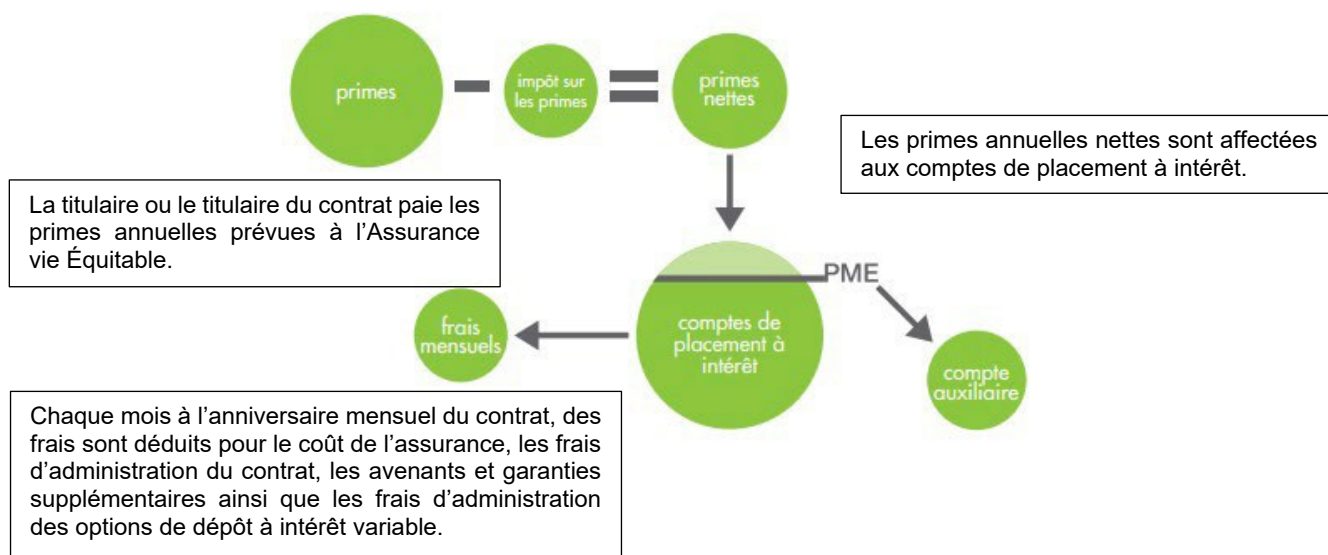 primes
impôt sur
les primes
primes
nettes
Les primes annuelles nettes sont affectées
aux comptes de placement à intérêt.
La titulaire ou le titulaire du contrat paie les
primes annuelles prévues à l’Assurance
vie Équitable.
PME
frais
mensuels
comptes de
placement à
intérêt
compte
auxiliaire
Chaque mois à l’anniversaire mensuel du contrat, des
frais sont déduits pour le coût de l’assurance, les frais
d’administration du contrat, les avenants et garanties
supplémentaires ainsi que les frais d’administration
des options de dépôt à intérêt variable.